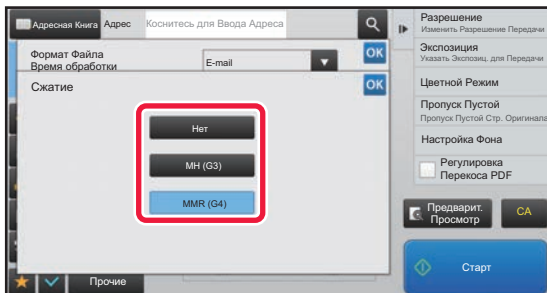 Адресная Книга
Адрес
Коснитесь для Ввода Адреса
Формат Файла
Время обработки
E-mail
OK
Сжатие
OK
Нет
MH (G3)
MMR (G4)
Прочие
Разрешение
Изменить Разрешение Передачи
Экспозиция
Указать Экспозиц. для Передачи
Цветной Режим
Пропуск Пустой
Пропуск Пустой Стр. Оригинала
Настройка Фона
Регулировка
Перекоса PDF
Предварит.
Просмотр
CA
Старт